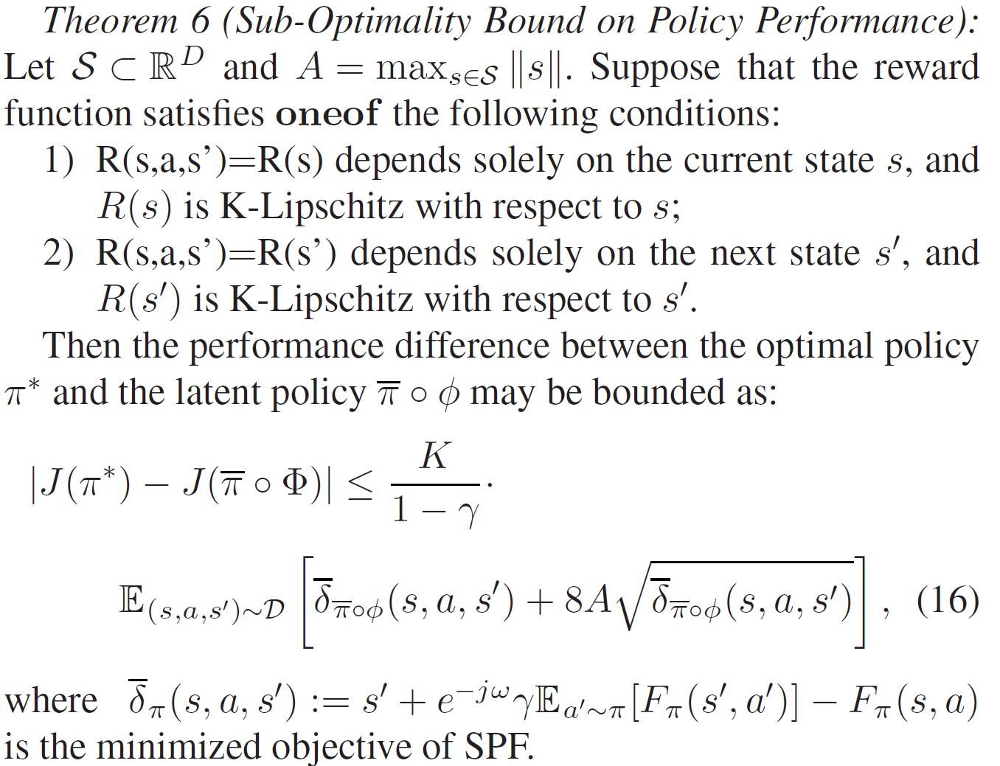 Theorem 6 (Sub-Optimality Bound on Policy Performance):
Let $\mathcal{S} \subset \mathbb{R}^D$ and $A = \max_{s \in \mathcal{S}} \|s\|$. Suppose that the reward
function satisfies oneof the following conditions:
1) R(s,a,s’)=R(s) depends solely on the current state $s$, and
$R(s)$ is K-Lipschitz with respect to $s$;
2) R(s,a,s’)=R(s’) depends solely on the next state $s'$, and
$R(s')$ is K-Lipschitz with respect to $s'$.
Then the performance difference between the optimal policy
$\pi^*$ and the latent policy $\overline{\pi} \circ \phi$ may be bounded as:
$|J(\pi^*) - J(\overline{\pi} \circ \Phi)| \leq \frac{K}{1 - \gamma} \cdot$
$\mathbb{E}_{(s,a,s') \sim \mathcal{D}} \left[ \overline{\delta}_{\overline{\pi} \circ \phi}(s, a, s') + 8A \sqrt{\overline{\delta}_{\overline{\pi} \circ \phi}(s, a, s')} \right],$ (16)
where $\overline{\delta}_{\pi}(s, a, s') := s' + e^{-j\omega} \gamma \mathbb{E}_{a' \sim \pi}[F_{\pi}(s', a')] - F_{\pi}(s, a)$
is the minimized objective of SPF.